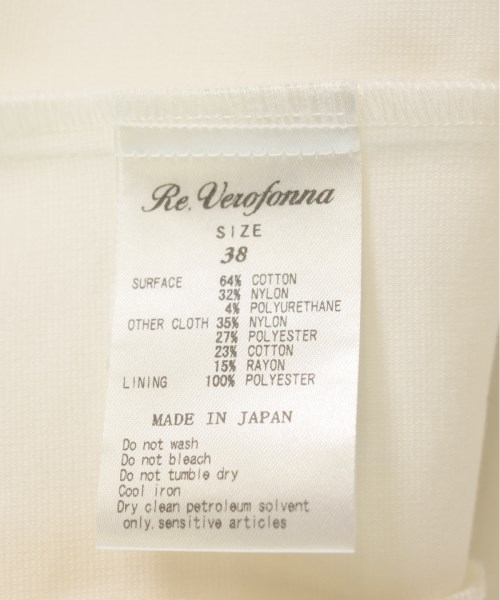 Re.Verofonna
SIZE
38
SURFACE 64% COTTON
32% NYLON
4% POLYURETHANE
OTHER CLOTH 35% NYLON
27% POLYESTER
23% COTTON
15% RAYON
LINING 100% POLYESTER
MADE IN JAPAN
Do not wash
Do not bleach
Do not tumble dry
Cool iron
Dry clean petroleum solvent
only.sensitive articles